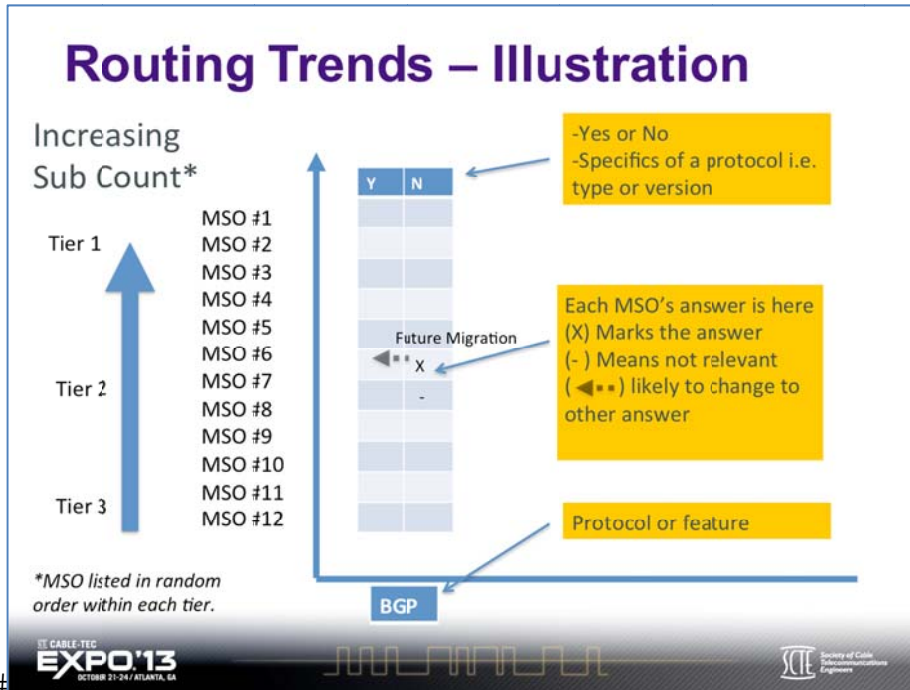 Routing Trends – Illustration
Increasing
Sub Count*
Tier 1
Tier 2
Tier 3
MSO #1
MSO #2
MSO #3
MSO #4
MSO #5
MSO #6
MSO #7
MSO #8
MSO #9
MSO #10
MSO #11
MSO #12
Y N
Future Migration
X
-
-Yes or No
-Specifics of a protocol i.e.
type or version
Each MSO's answer is here
(X) Marks the answer
(- ) Means not relevant
( ) likely to change to
other answer
Protocol or feature
BGP
*MSO listed in random
order within each tier.
CABLE-TEC
EXPO.'13
OCTOBER 21-24 / ATLANTA, GA
SCTE
Society of Cable
Telecommunications
Engineers
#